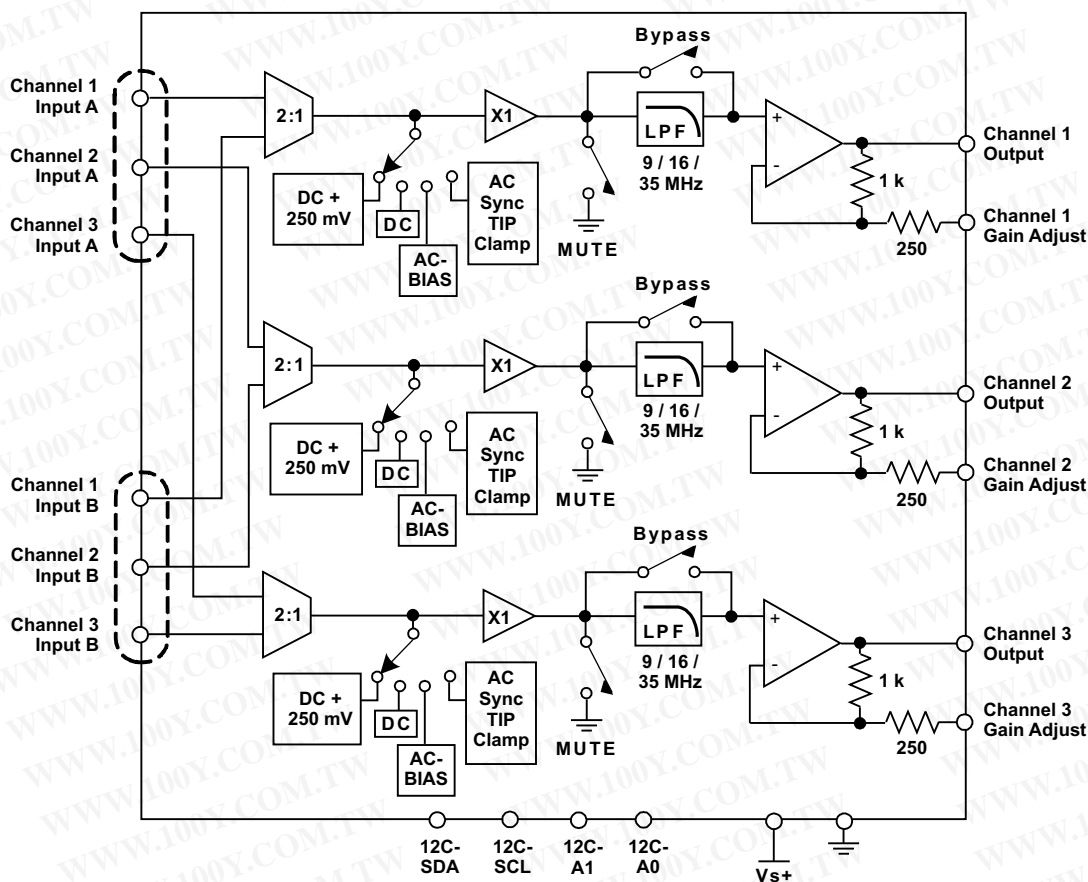 Channel 1
Input A
Channel 2
Input A
Channel 3
Input A
Channel 1
Input B
Channel 2
Input B
Channel 3
Input B
2:1
X1
Bypass
LPF
9 / 16 /
35 MHz
+
-
1 k
250
Channel 1
Output
Channel 1
Gain Adjust
DC +
250 mV
DC
AC-
BIAS
AC
Sync
TIP
Clamp
MUTE
2:1
X1
Bypass
LPF
9 / 16 /
35 MHz
+
-
1 k
250
Channel 2
Output
Channel 2
Gain Adjust
DC +
250 mV
DC
AC-
BIAS
AC
Sync
TIP
Clamp
MUTE
2:1
X1
Bypass
LPF
9 / 16 /
35 MHz
+
-
1 k
250
Channel 3
Output
Channel 3
Gain Adjust
DC +
250 mV
DC
AC-
BIAS
AC
Sync
TIP
Clamp
MUTE
12C-
SDA
12C-
SCL
12C-
A1
12C-
A0
Vs+
WWW.100Y.COM.TW